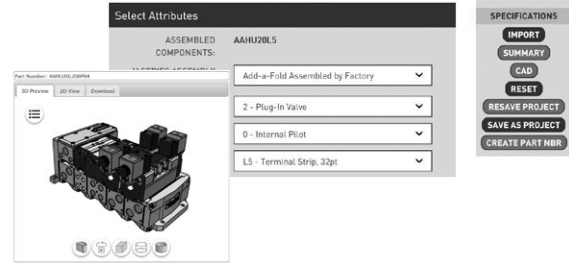 Select Attributes
ASSEMBLED
COMPONENTS:
AAHU20L5
Add-a-Fold Assembled by Factory
2 - Plug-In Valve
0 - Internal Pilot
L5 - Terminal Strip, 32pt
3D Preview
2D View
Download
SPECIFICATIONS
IMPORT
SUMMARY
CAD
RESET
RESAVE PROJECT
SAVE AS PROJECT
CREATE PART NBR